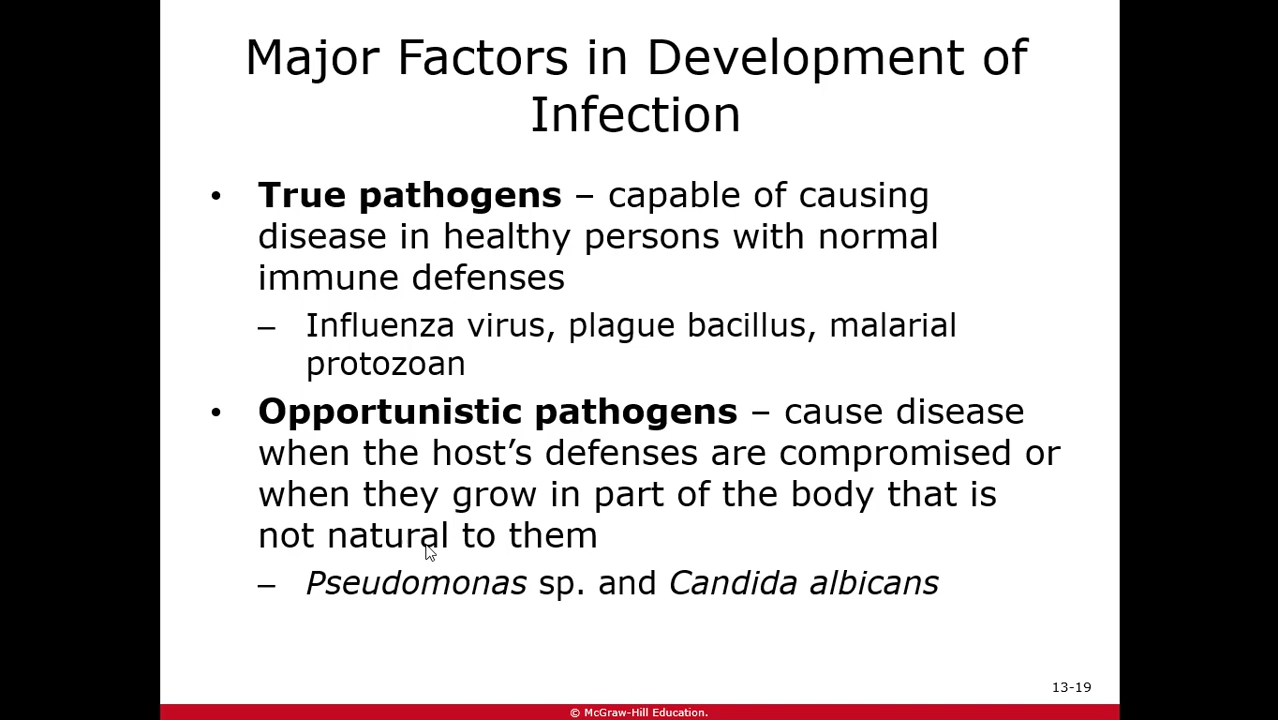 Major Factors in Development of
Infection
• True pathogens – capable of causing
disease in healthy persons with normal
immune defenses
– Influenza virus, plague bacillus, malarial
protozoan
• Opportunistic pathogens – cause disease
when the host’s defenses are compromised or
when they grow in part of the body that is
not natural to them
– Pseudomonas sp. and Candida albicans
13-19
© McGraw-Hill Education.